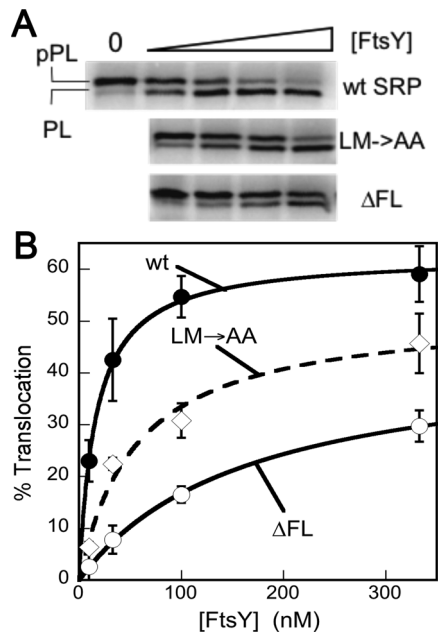 A
0
[FtsY]
pPL
wt SRP
PL
LM->AA
ΔFL
B
60
50
40
30
20
10
0
% Translocation
wt
LM→AA
ΔFL
0
100
200
300
[FtsY] (nM)